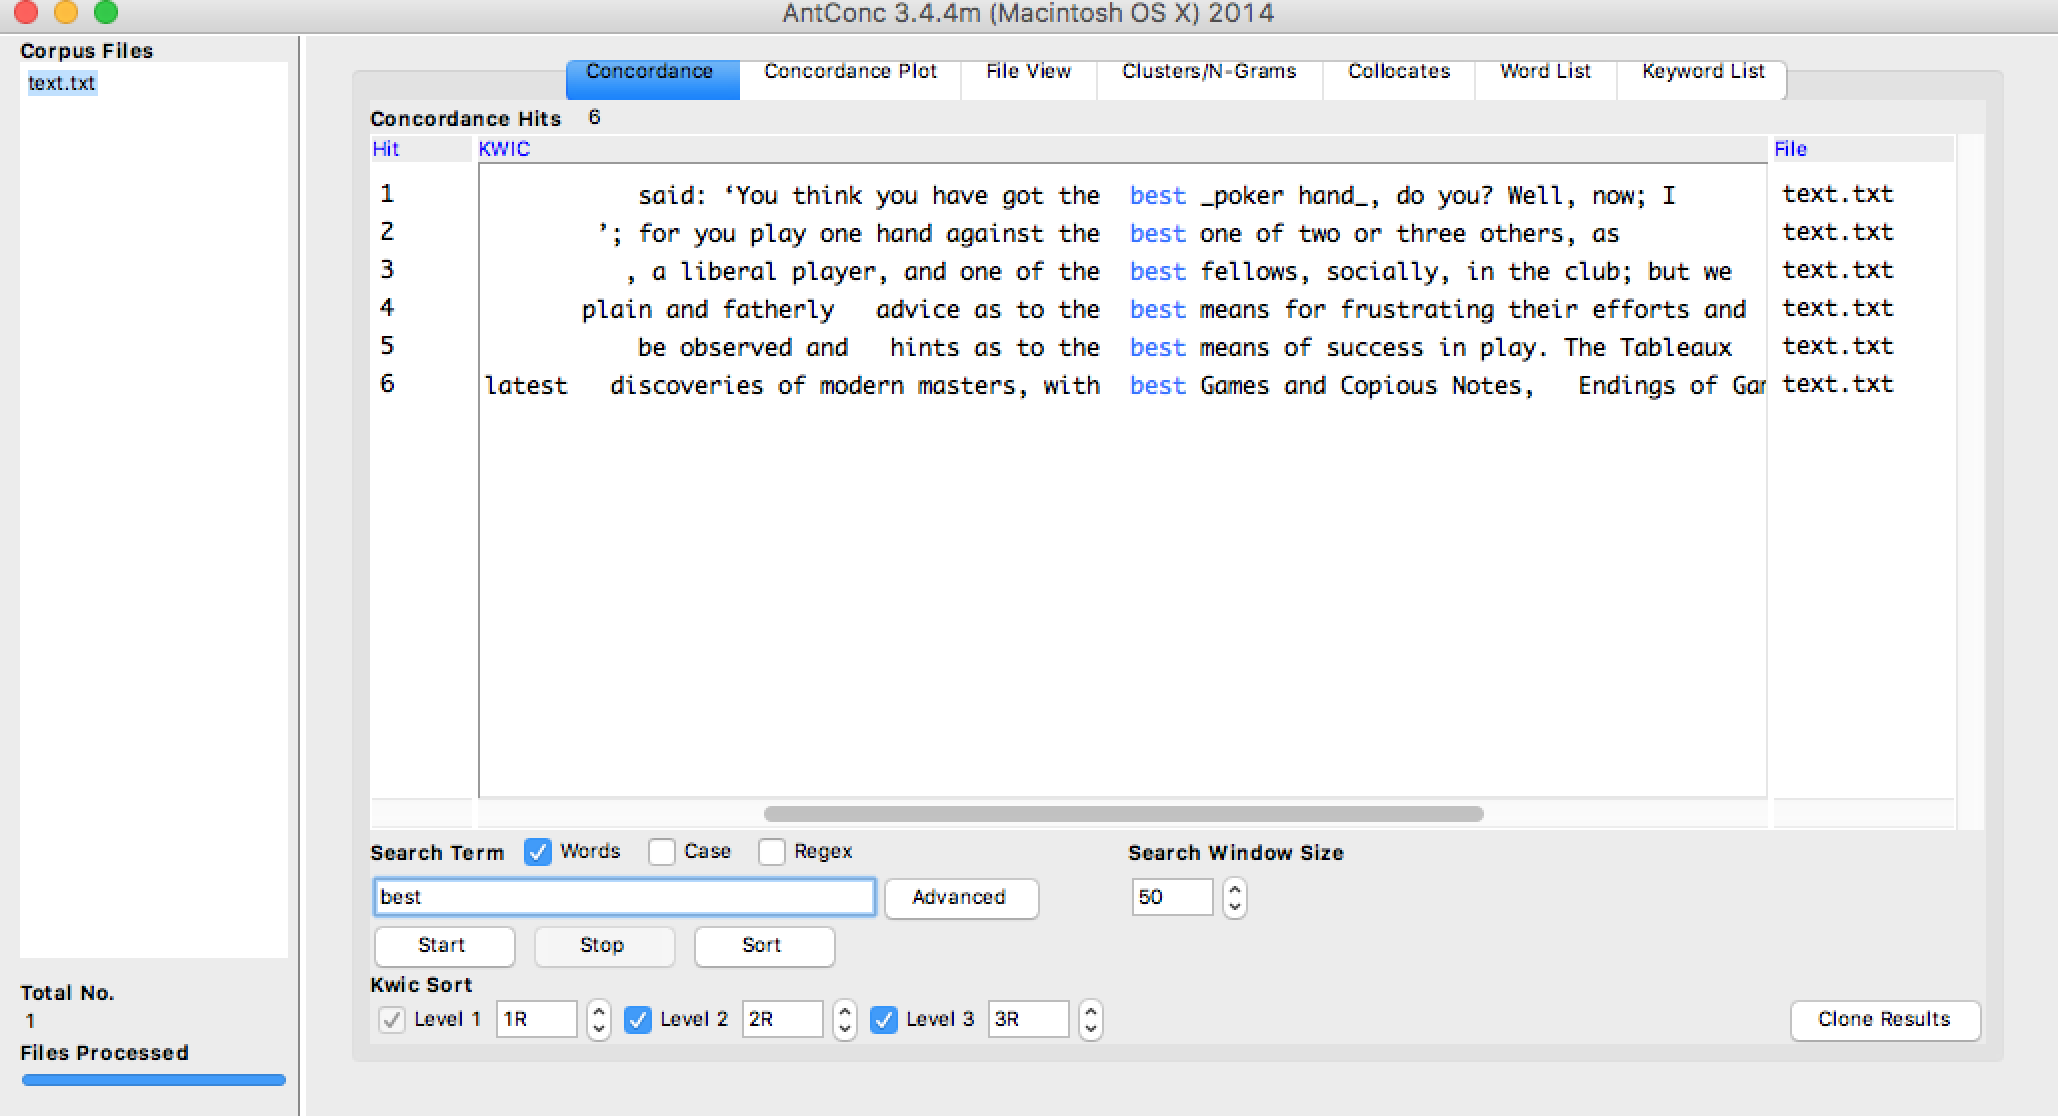 AntConc 3.4.4m (Macintosh OS X) 2014
Corpus Files
text.txt
Concordance Concordance Plot File View Clusters/N-Grams Collocates Word List Keyword List
Concordance Hits 6
Hit KWIC File
1 said: ‘You think you have got the best _poker hand_, do you? Well, now; I text.txt
2 ’; for you play one hand against the best one of two or three others, as text.txt
3 , a liberal player, and one of the best fellows, socially, in the club; but we text.txt
4 plain and fatherly advice as to the best means for frustrating their efforts and text.txt
5 be observed and hints as to the best means of success in play. The Tableaux text.txt
6 latest discoveries of modern masters, with best Games and Copious Notes, Endings of Gar text.txt
Search Term Words Case Regex Search Window Size
best Advanced 50
Start Stop Sort
Kwic Sort
Level 1 1R Level 2 2R Level 3 3R Clone Results
Total No.
1
Files Processed